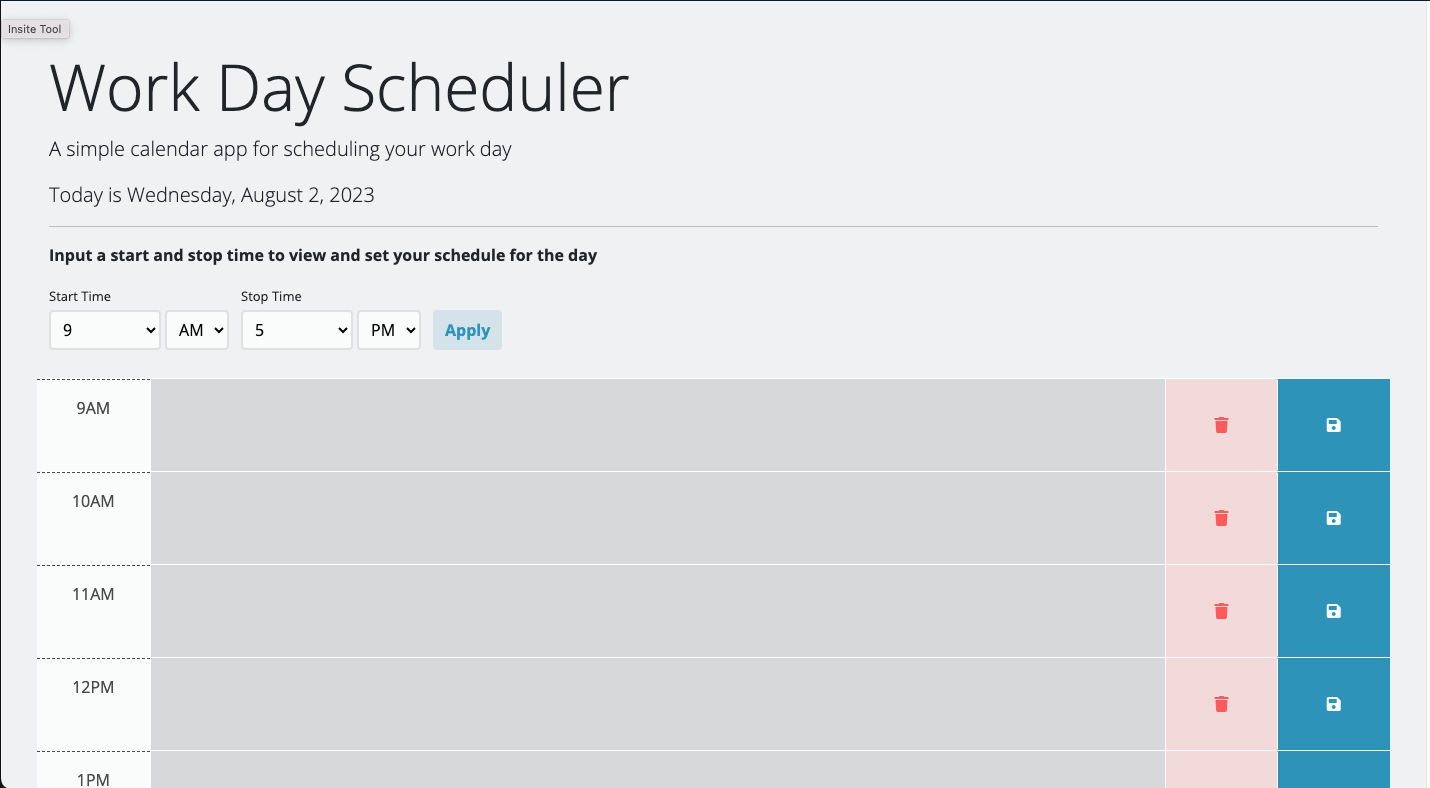 Insite Tool
Work Day Scheduler
A simple calendar app for scheduling your work day
Today is Wednesday, August 2, 2023
Input a start and stop time to view and set your schedule for the day
Start Time Stop Time
9 AM 5 PM Apply
9AM
10AM
11AM
12PM
1PM